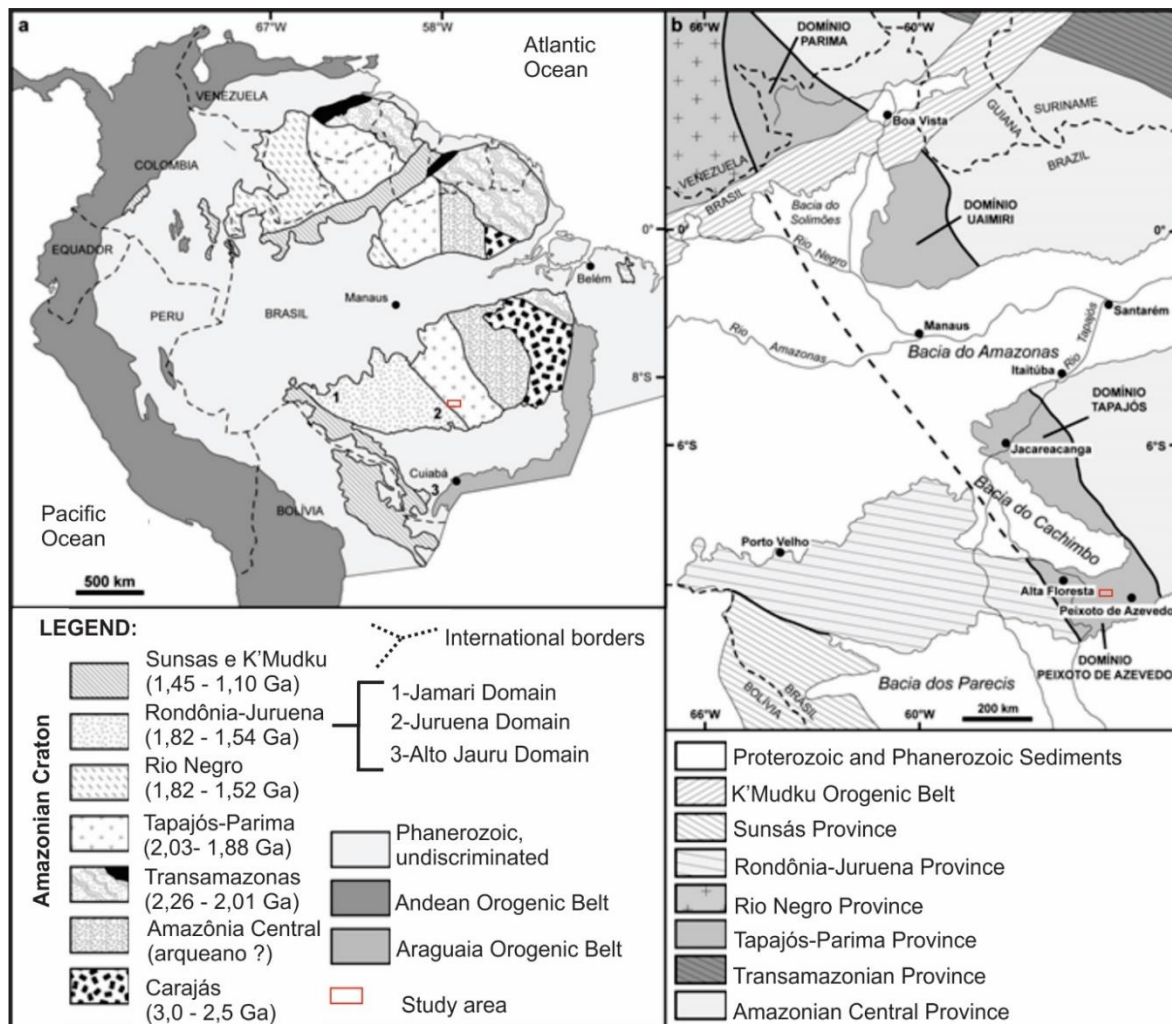 a
67°W
58°W
Atlantic
Ocean
VENEZUELA
COLOMBIA
EQUADOR
0°
Belém
Manaus
PERU
BRASIL
8°S
1
2
Cuiabá
3
BOLÍVIA
Pacific
Ocean
500 km
LEGEND:
Amazonian Craton
Sunsas e K'Mudku
(1,45 - 1,10 Ga)
Rondônia-Juruena
(1,82 - 1,54 Ga)
Rio Negro
(1,82 - 1,52 Ga)
Tapajós-Parima
(2,03- 1,88 Ga)
Transamazonas
(2,26 - 2,01 Ga)
Amazônia Central
(arqueano ?)
Carajás
(3,0 - 2,5 Ga)
International borders
1-Jamari Domain
2-Juruena Domain
3-Alto Jauru Domain
Phanerozoic,
undiscriminated
Andean Orogenic Belt
Araguaia Orogenic Belt
Study area
b
66°W
60°W
DOMÍNIO
PARIMA
SURINAME
GUIANA
Boa Vista
BRAZIL
VENEZUELA
BRASIL
Bacia do
Solimões
DOMÍNIO
UAIMIRI
0°
0°
Rio Negro
Santarém
Manaus
Rio Amazonas
Bacia do Amazonas
Rio Tapajós
Itaitúba
DOMÍNIO
TAPAJÓS
6°S
Jacareacanga
6°S
Bacia do Cachimbo
Porto Velho
Alta Floresta
Peixoto de Azevedo
DOMÍNIO
PEIXOTO DE AZEVEDO
Bacia dos Parecis
BRASIL
BOLÍVIA
66°W
60°W
200 km
Proterozoic and Phanerozoic Sediments
K'Mudku Orogenic Belt
Sunsás Province
Rondônia-Juruena Province
Rio Negro Province
Tapajós-Parima Province
Transamazonian Province
Amazonian Central Province